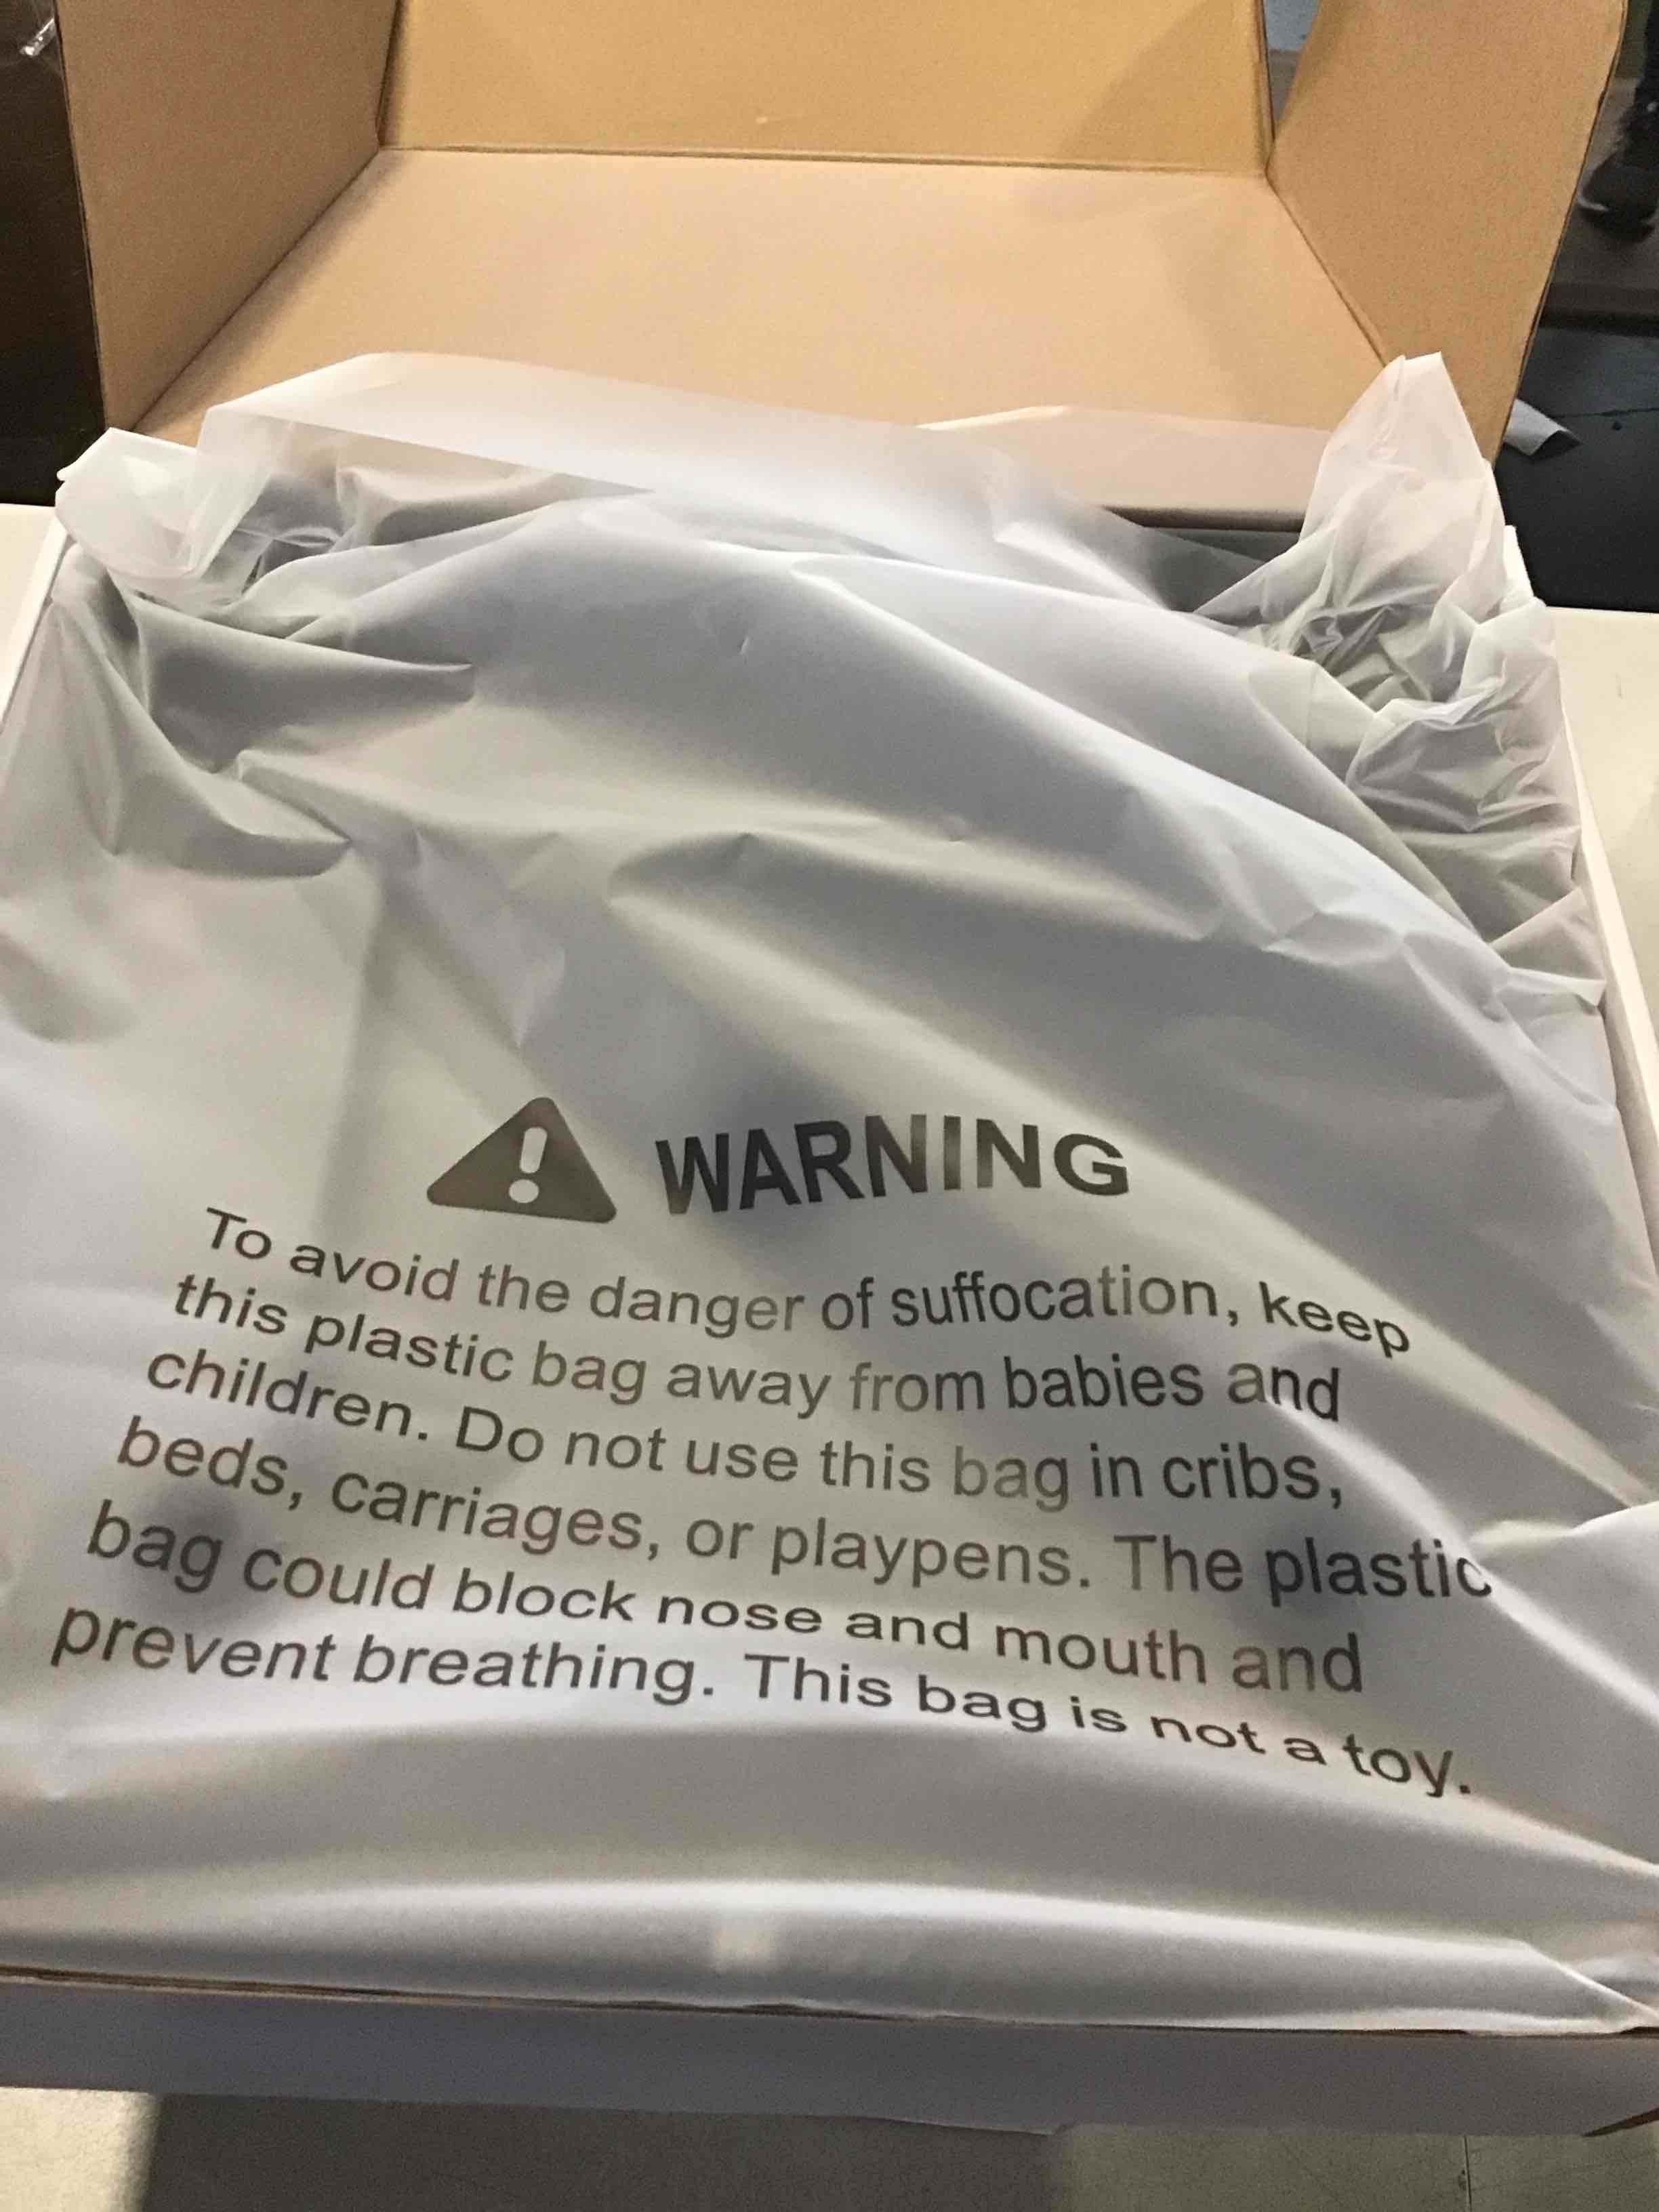 WARNING
To avoid the danger of suffocation, keep
this plastic bag away from babies and
children. Do not use this bag in cribs,
beds, carriages, or playpens. The plastic
bag could block nose and mouth and
prevent breathing. This bag is not a toy.